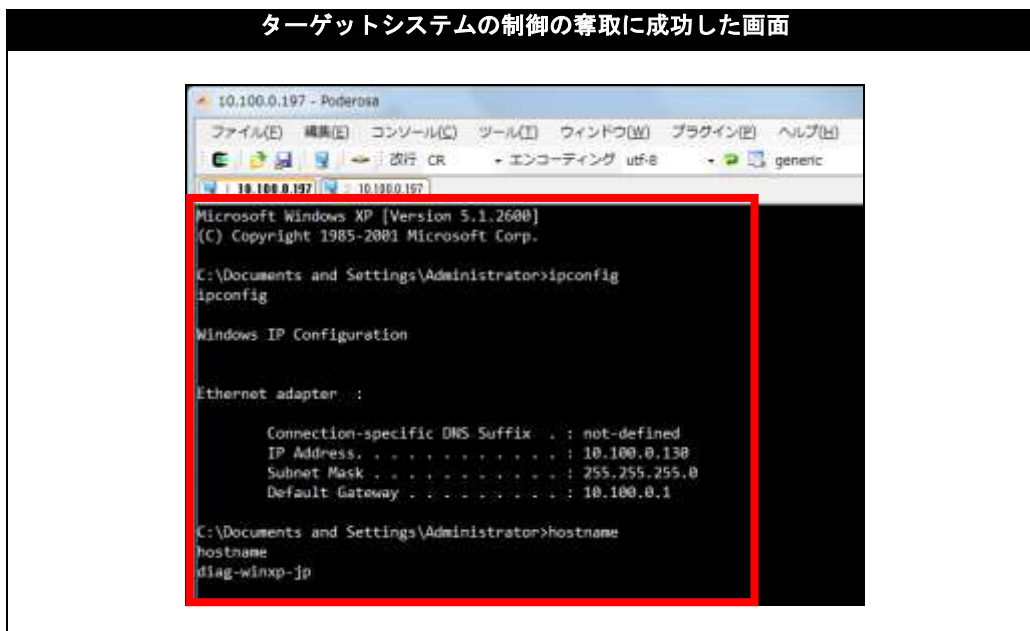 ターゲットシステムの制御の奪取に成功した画面
10.100.0.197 - Poderosa
ファイル(E) 編集(E) コンソール(C) ツール(T) ウィンドウ(W) プラグイン(P) ヘルプ(H)
改行 CR エンコーディング utf-8 generic
10.100.0.197 10.100.0.197
Microsoft Windows XP [Version 5.1.2600]
(C) Copyright 1985-2001 Microsoft Corp.
C:\Documents and Settings\Administrator>ipconfig
ipconfig
Windows IP Configuration
Ethernet adapter :
Connection-specific DNS Suffix . : not-defined
IP Address. . . . . . . . . . . . : 10.100.0.130
Subnet Mask . . . . . . . . . . . : 255.255.255.0
Default Gateway . . . . . . . . . : 10.100.0.1
C:\Documents and Settings\Administrator>hostname
hostname
diag-winxp-jp